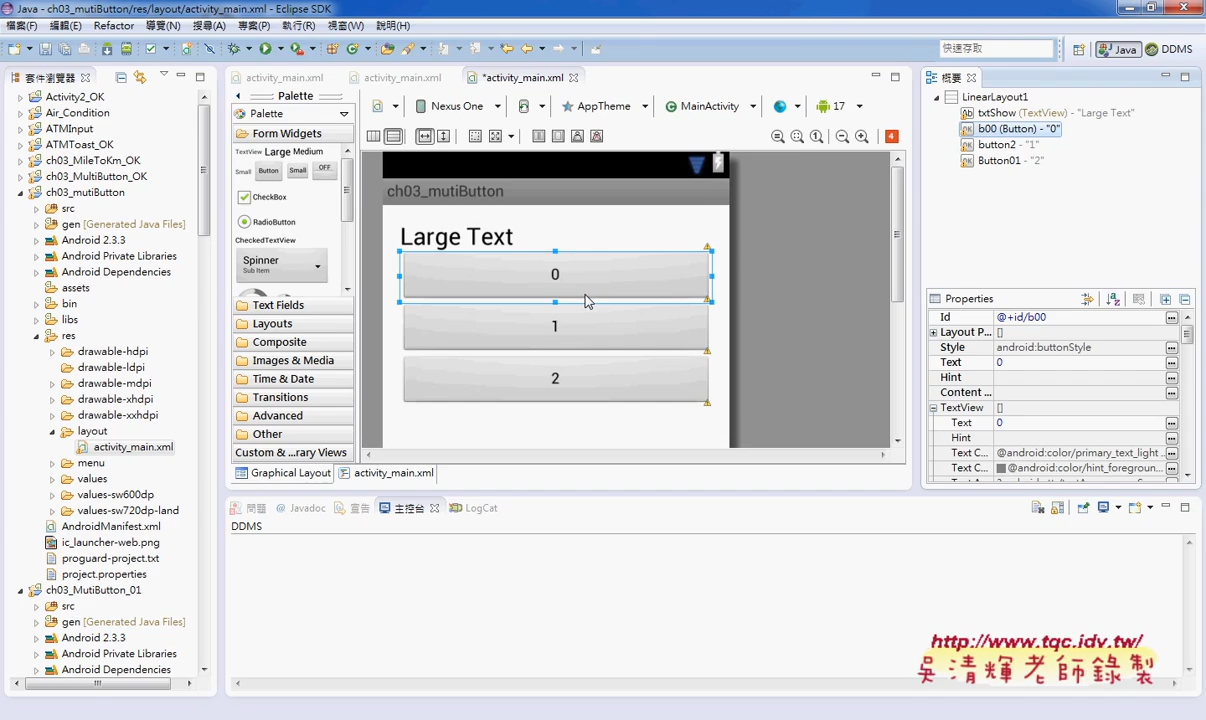 Java - ch03_mutiButton/res/layout/activity_main.xml - Eclipse SDK
檔案(F) 編輯(E) Refactor 導覽(N) 搜尋(A) 專案(P) 執行(R) 視窗(W) 說明(H)
快速存取
Java
DDMS
套件瀏覽器
Activity2_OK
Air_Condition
ATMInput
ATMToast_OK
ch03_MileToKm_OK
ch03_MultiButton_OK
ch03_mutiButton
src
gen [Generated Java Files]
Android 2.3.3
Android Private Libraries
Android Dependencies
assets
bin
libs
res
drawable-hdpi
drawable-ldpi
drawable-mdpi
drawable-xhdpi
drawable-xxhdpi
layout
activity_main.xml
menu
values
values-sw600dp
values-sw720dp-land
AndroidManifest.xml
ic_launcher-web.png
proguard-project.txt
project.properties
ch03_MutiButton_01
src
gen [Generated Java Files]
Android 2.3.3
Android Private Libraries
Android Dependencies
activity_main.xml
activity_main.xml
*activity_main.xml
Palette
Palette
Form Widgets
TextView Large Medium
Small Button Small OFF
CheckBox
RadioButton
CheckedTextView
Spinner
Sub Item
Text Fields
Layouts
Composite
Images & Media
Time & Date
Transitions
Advanced
Other
Custom & ...rary Views
Nexus One
AppTheme
MainActivity
17
4
ch03_mutiButton
Large Text
0
1
2
Graphical Layout
activity_main.xml
概要
LinearLayout1
txtShow (TextView) - "Large Text"
b00 (Button) - "0"
button2 - "1"
Button01 - "2"
Properties
Id @+id/b00
Layout P... []
Style android:buttonStyle
Text 0
Hint
Content ...
TextView []
Text 0
Hint
Text C... @android:color/primary_text_light ...
Text C... @android:color/hint_foregroun...
問題
Javadoc
宣告
主控台
LogCat
DDMS
http://www.tqc.idv.tw/
吳清輝老師錄製